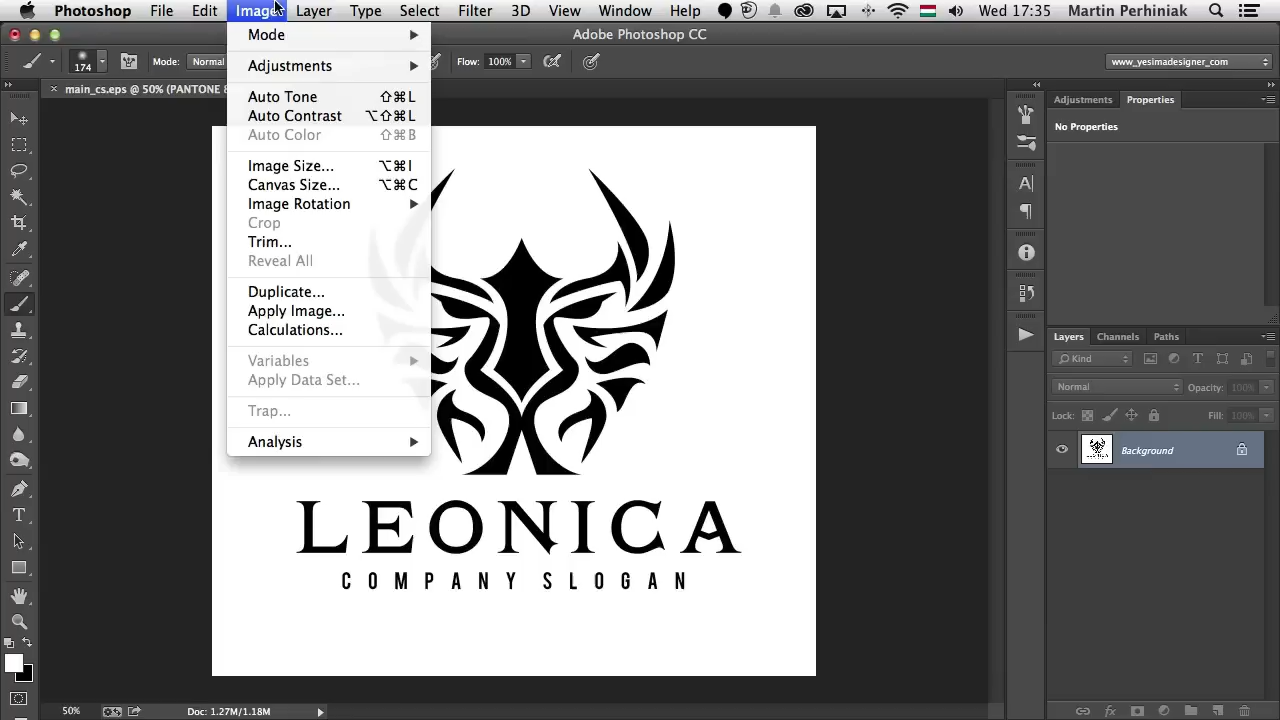 Photoshop File Edit Image Layer Type Select Filter 3D View Window Help Wed 17:35 Martin Perhiniak
Adobe Photoshop CC
174 Mode: Normal Flow: 100% www.yesimadesigner_com
main_cs.eps @ 50% (PANTONE
Mode
Adjustments
Auto Tone ⇧⌘L
Auto Contrast ⌥⇧⌘L
Auto Color ⇧⌘B
Image Size... ⌥⌘I
Canvas Size... ⌥⌘C
Image Rotation
Crop
Trim...
Reveal All
Duplicate...
Apply Image...
Calculations...
Variables
Apply Data Set...
Trap...
Analysis
LEONICA
COMPANY SLOGAN
Adjustments Properties
No Properties
Layers Channels Paths
Kind
Normal Opacity: 100%
Lock: Fill: 100%
Background
50% Doc: 1.27M/1.18M